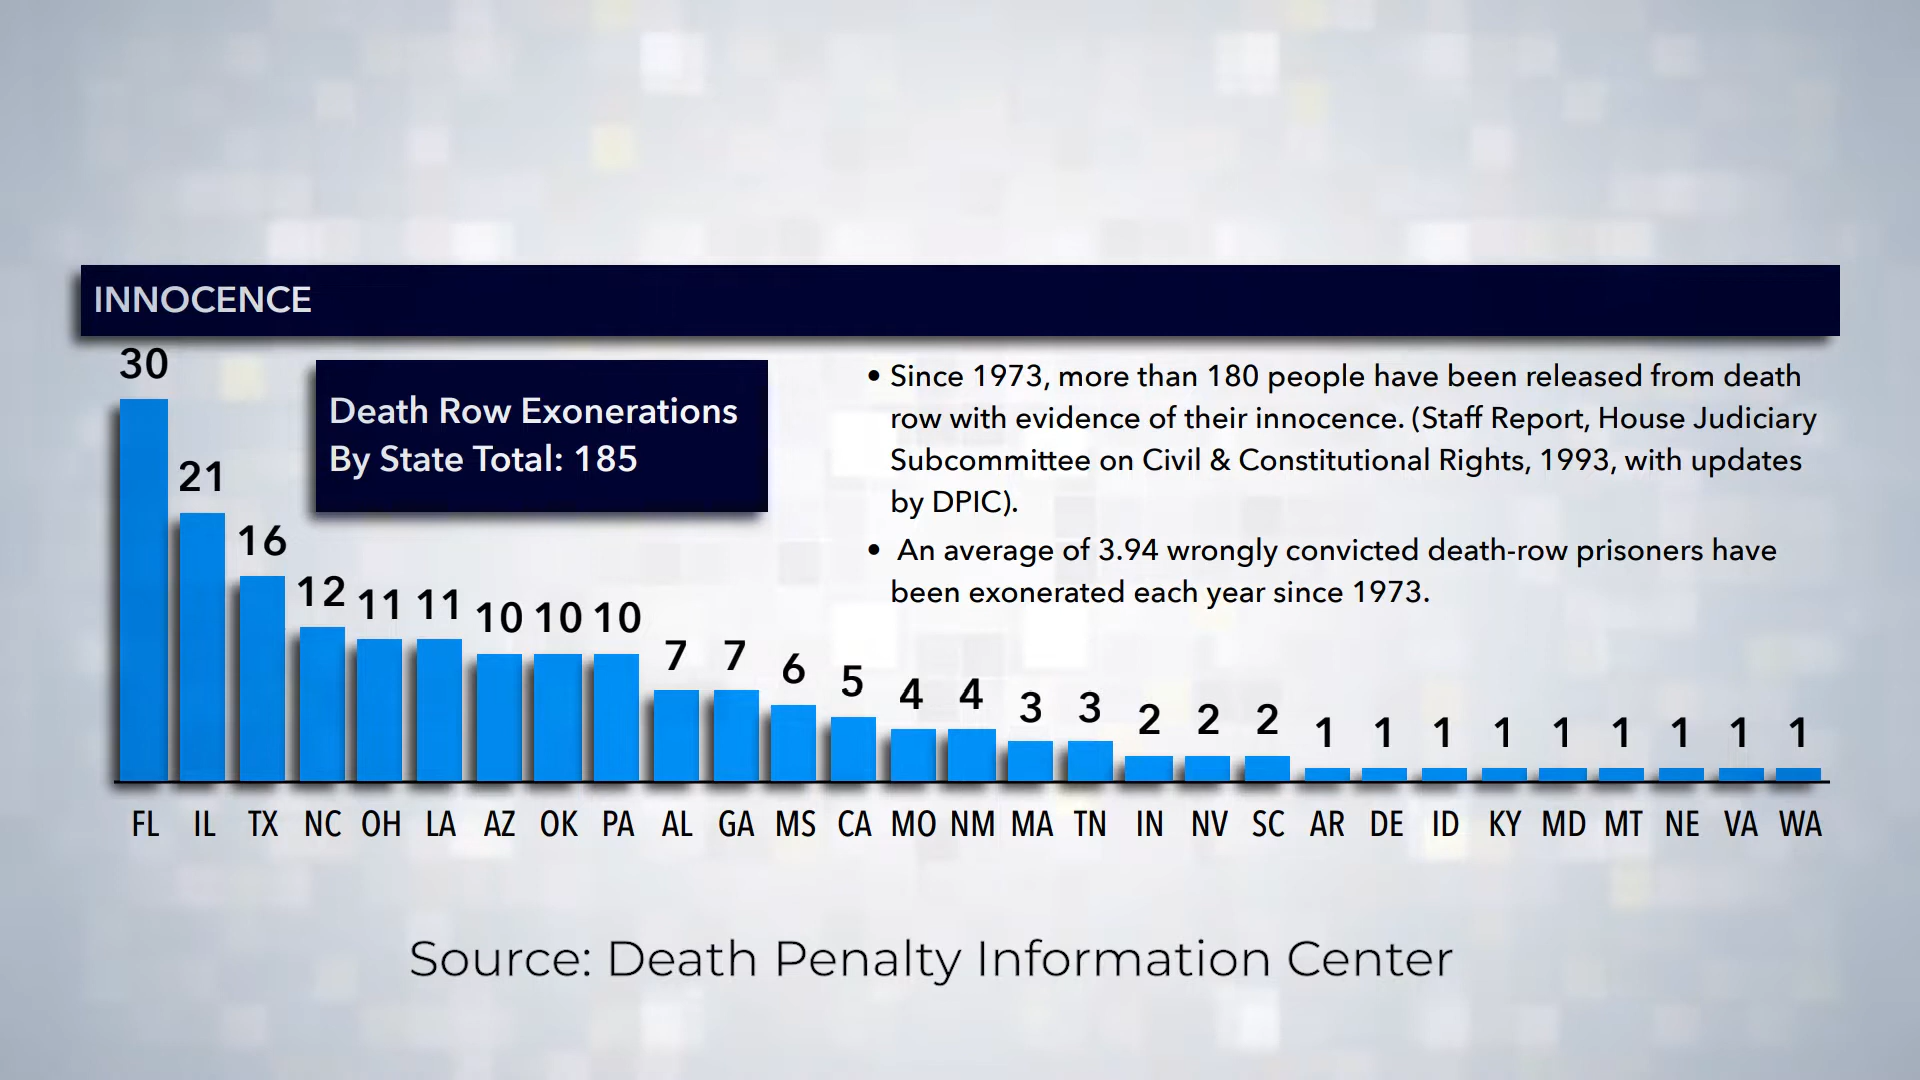 INNOCENCE
30
21
16
12
11
11
10
10
10
7
7
6
5
4
4
3
3
2
2
2
1
1
1
1
1
1
1
1
1
Death Row Exonerations
By State Total: 185
• Since 1973, more than 180 people have been released from death
row with evidence of their innocence. (Staff Report, House Judiciary
Subcommittee on Civil & Constitutional Rights, 1993, with updates
by DPIC).
• An average of 3.94 wrongly convicted death-row prisoners have
been exonerated each year since 1973.
FL IL TX NC OH LA AZ OK PA AL GA MS CA MO NM MA TN IN NV SC AR DE ID KY MD MT NE VA WA
Source: Death Penalty Information Center